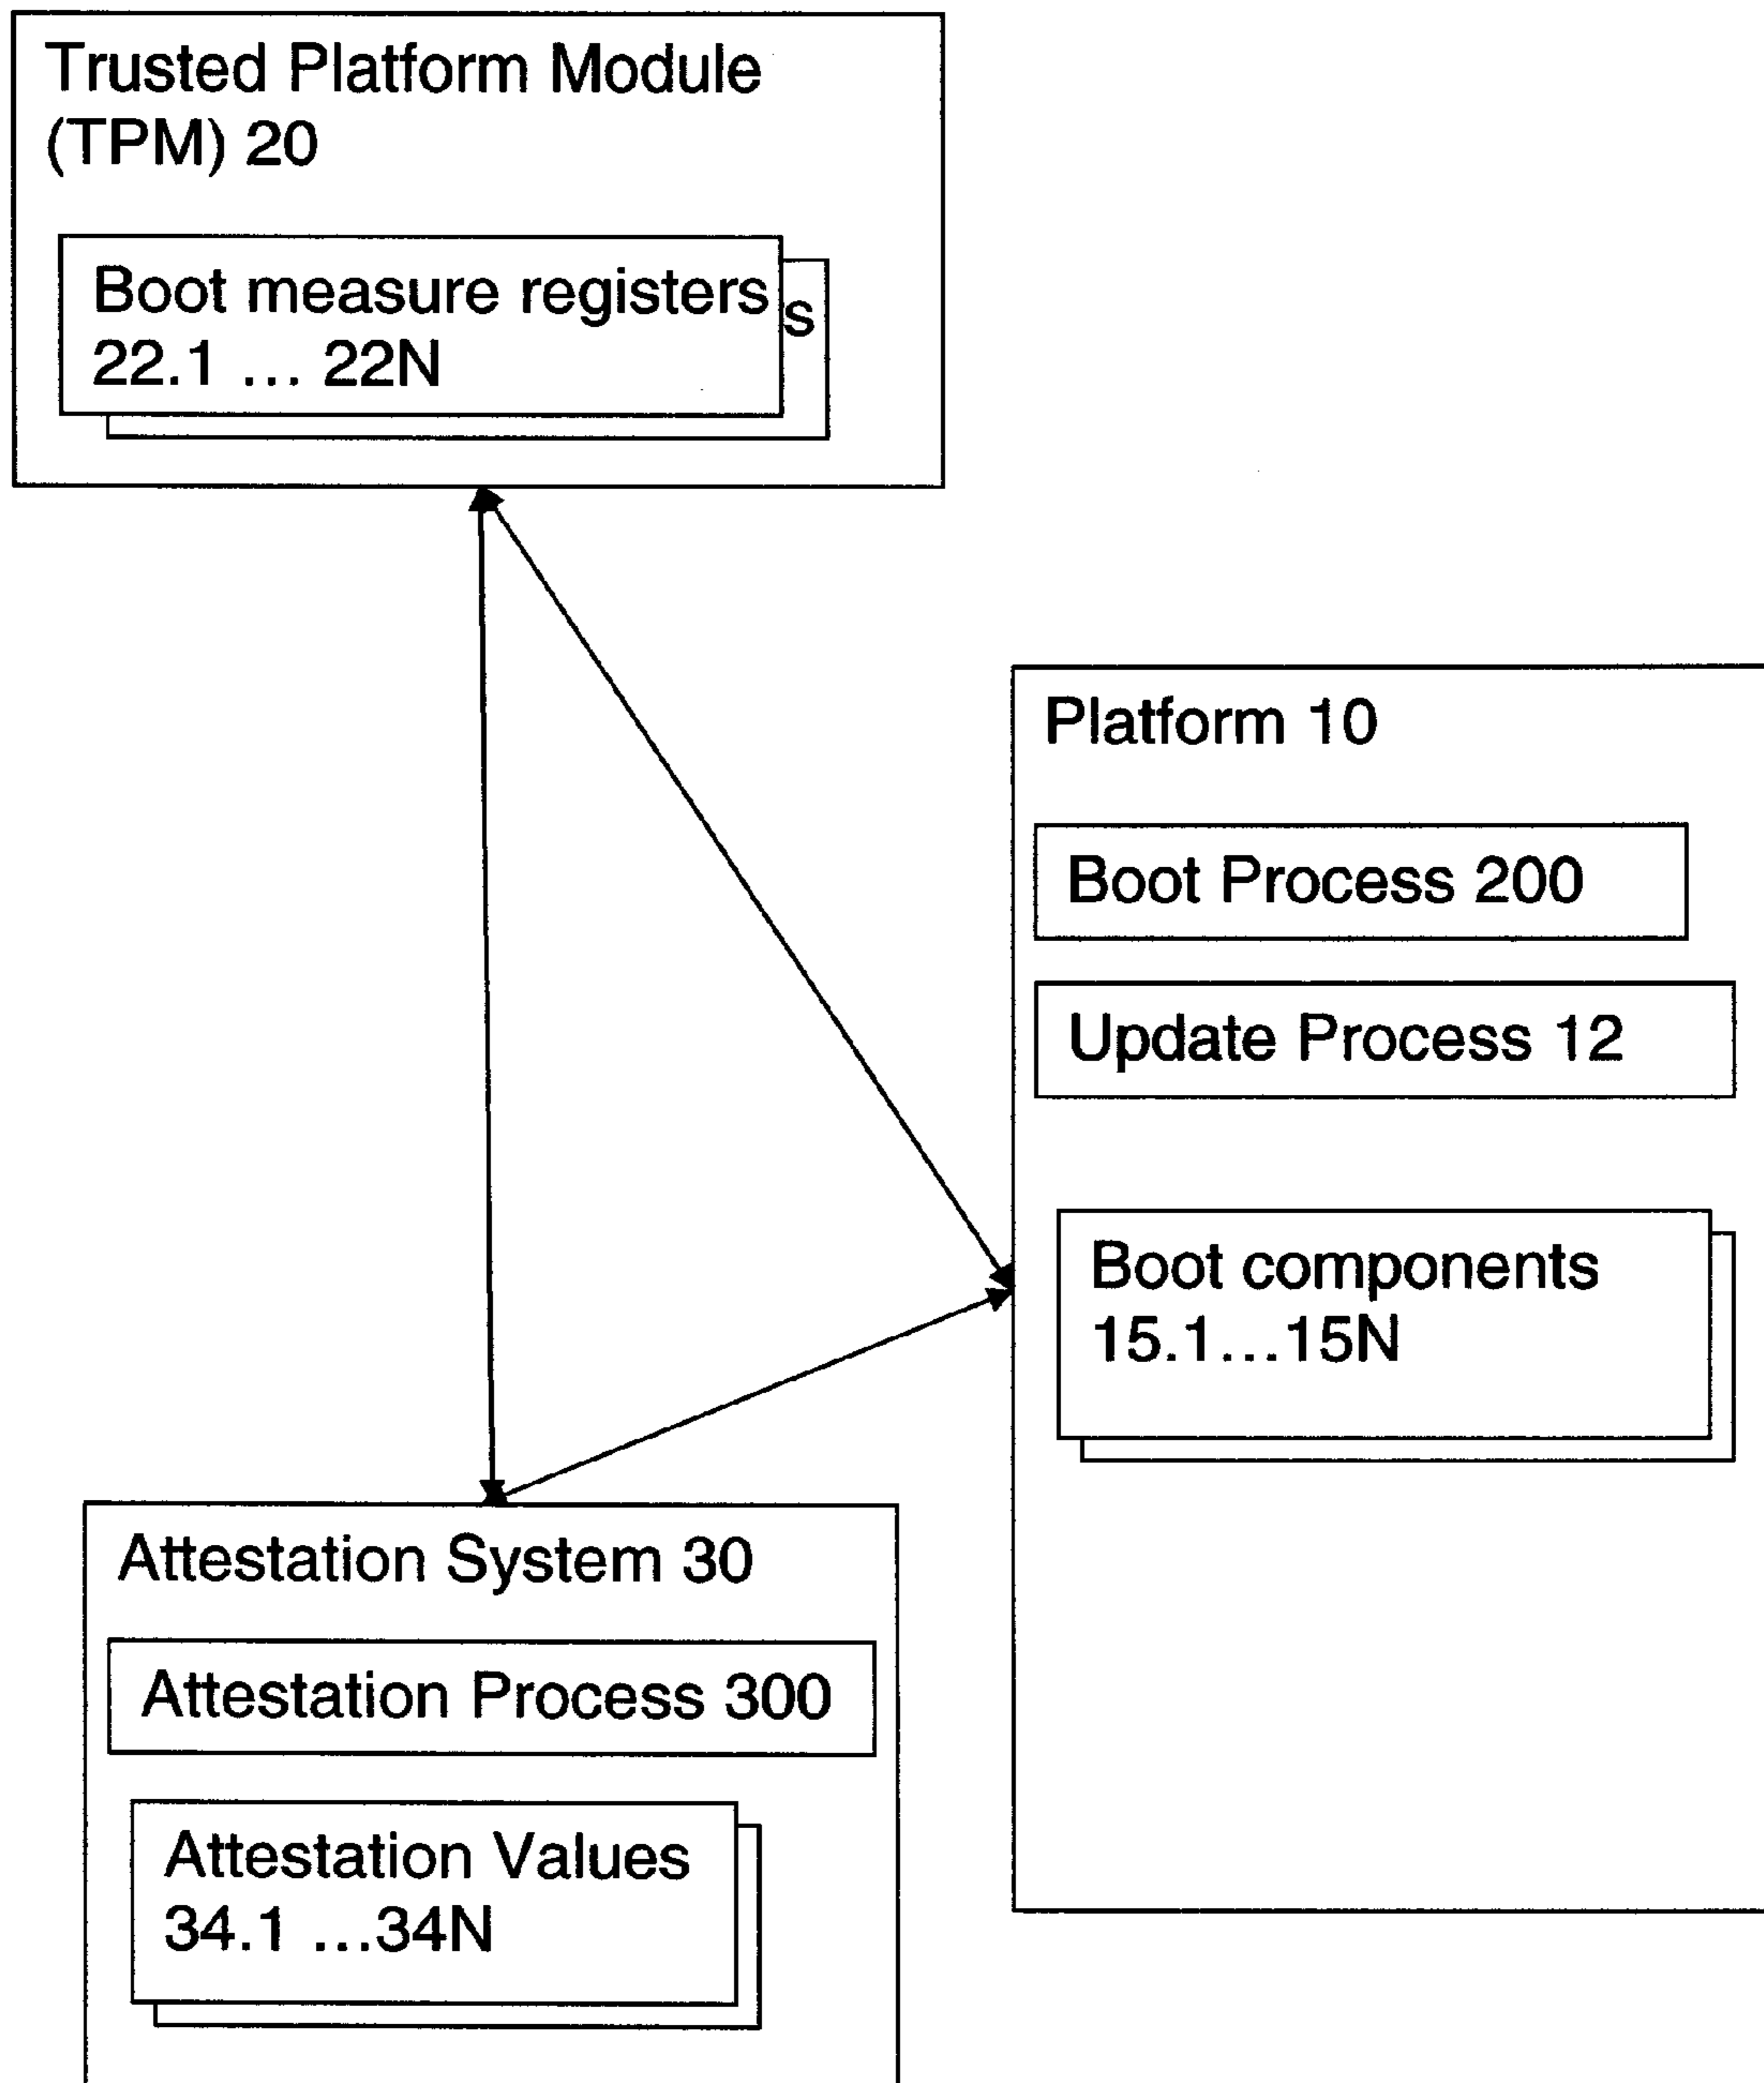 Trusted Platform Module
(TPM) 20
Boot measure registers
s
22.1 ... 22N
Platform 10
Boot Process 200
Update Process 12
Boot components
15.1...15N
Attestation System 30
Attestation Process 300
Attestation Values
34.1 ...34N